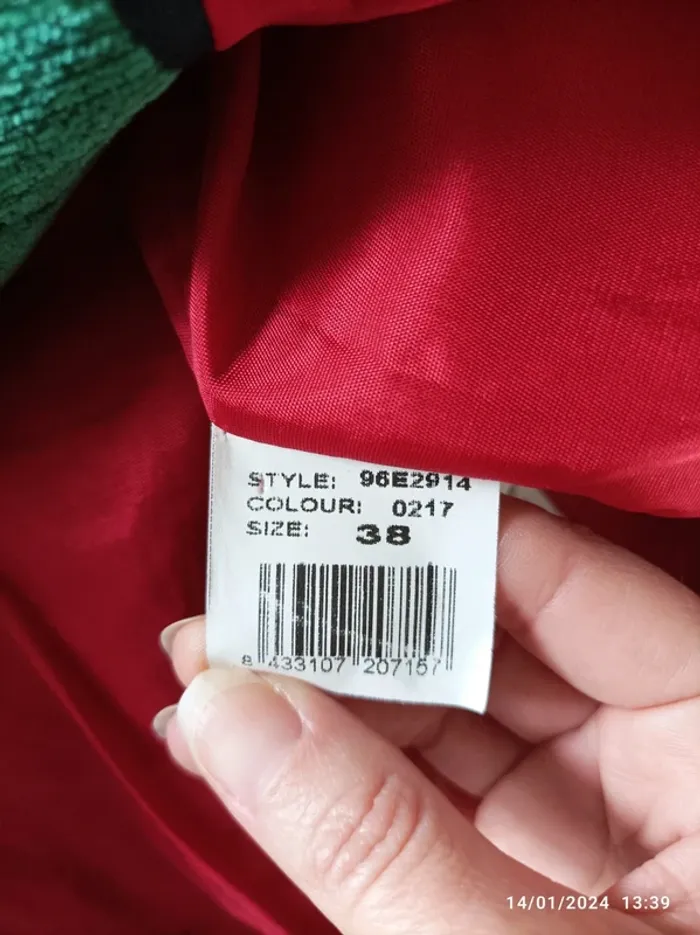 STYLE: 96E2914
COLOUR: 0217
SIZE: 38
8 433107 207157
14/01/2024 13:39